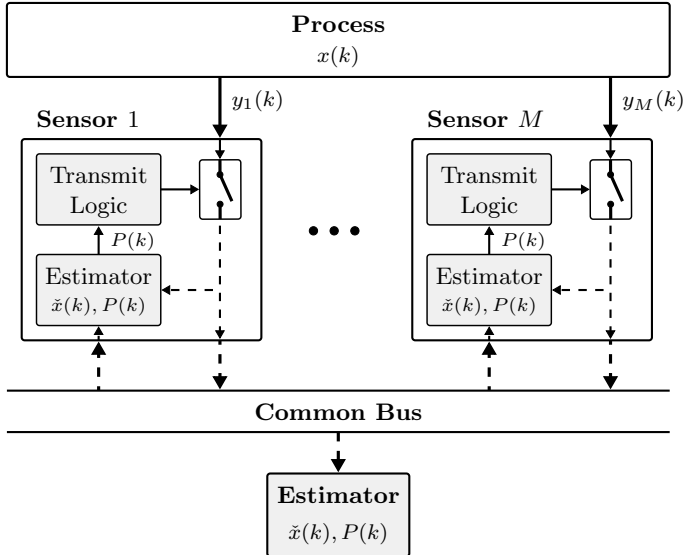 Process
x(k)
y_1(k)
y_M(k)
Sensor 1
Sensor M
Transmit
Logic
P(k)
Estimator
x̌(k), P(k)
Transmit
Logic
P(k)
Estimator
x̌(k), P(k)
Common Bus
Estimator
x̌(k), P(k)